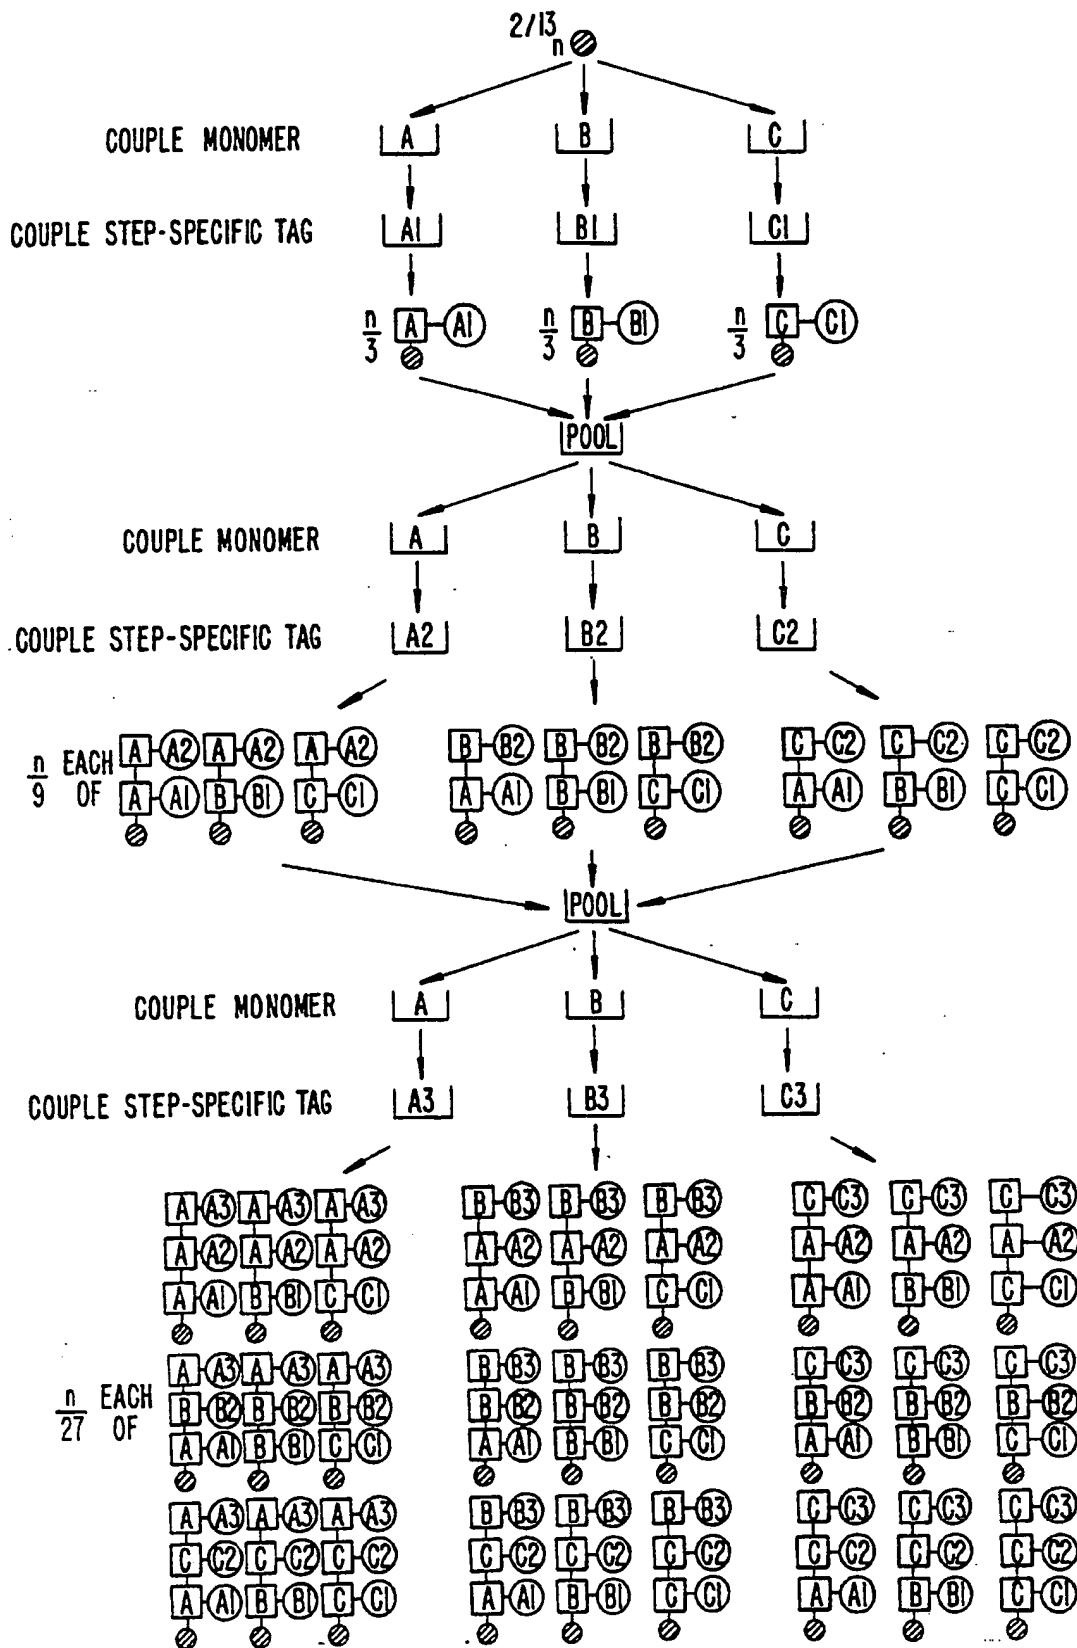 2/13
n
COUPLE MONOMER A B C
COUPLE STEP-SPECIFIC TAG A1 B1 C1
n/3 A A1 n/3 B B1 n/3 C C1
POOL
COUPLE MONOMER A B C
COUPLE STEP-SPECIFIC TAG A2 B2 C2
A A2 A A2 A A2 B B2 B B2 B B2 C C2 C C2 C C2
n/9 EACH OF
A A1 B B1 C C1 A A1 B B1 C C1 A A1 B B1 C C1
POOL
COUPLE MONOMER A B C
COUPLE STEP-SPECIFIC TAG A3 B3 C3
A A3 A A3 A A3 B B3 B B3 B B3 C C3 C C3 C C3
A A2 A A2 A A2 A A2 A A2 A A2 A A2 A A2 A A2
A A1 B B1 C C1 A A1 B B1 C C1 A A1 B B1 C C1
n/27 EACH OF
A A3 A A3 A A3 B B3 B B3 B B3 C C3 C C3 C C3
B B2 B B2 B B2 B B2 B B2 B B2 B B2 B B2 B B2
A A1 B B1 C C1 A A1 B B1 C C1 A A1 B B1 C C1
A A3 A A3 A A3 B B3 B B3 B B3 C C3 C C3 C C3
C C2 C C2 C C2 C C2 C C2 C C2 C C2 C C2 C C2
A A1 B B1 C C1 A A1 B B1 C C1 A A1 B B1 C C1